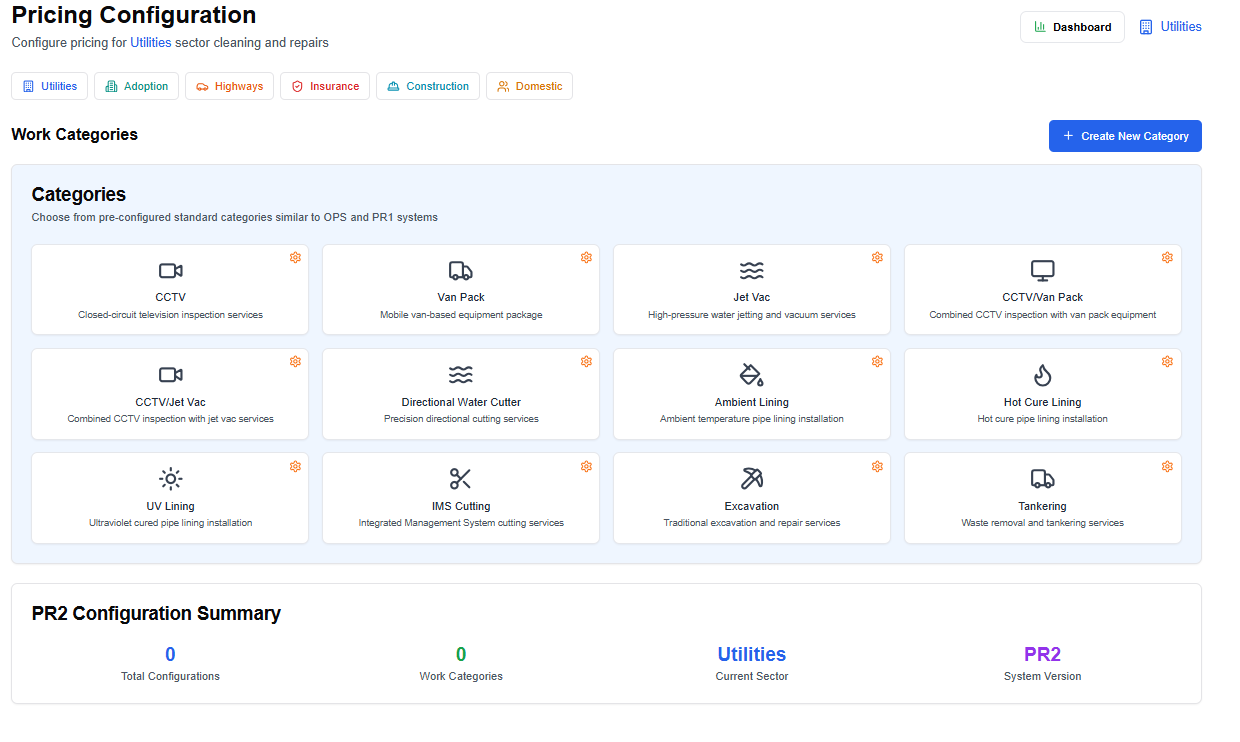 Pricing Configuration
Configure pricing for Utilities sector cleaning and repairs
Dashboard
Utilities
Utilities
Adoption
Highways
Insurance
Construction
Domestic
Work Categories
Create New Category
Categories
Choose from pre-configured standard categories similar to OPS and PR1 systems
CCTV
Closed-circuit television inspection services
Van Pack
Mobile van-based equipment package
Jet Vac
High-pressure water jetting and vacuum services
CCTV/Van Pack
Combined CCTV inspection with van pack equipment
CCTV/Jet Vac
Combined CCTV inspection with jet vac services
Directional Water Cutter
Precision directional cutting services
Ambient Lining
Ambient temperature pipe lining installation
Hot Cure Lining
Hot cure pipe lining installation
UV Lining
Ultraviolet cured pipe lining installation
IMS Cutting
Integrated Management System cutting services
Excavation
Traditional excavation and repair services
Tankering
Waste removal and tankering services
PR2 Configuration Summary
0
Total Configurations
0
Work Categories
Utilities
Current Sector
PR2
System Version